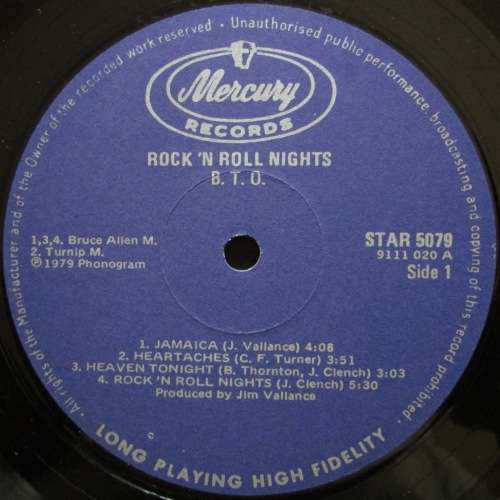 · All rights of the Manufacturer and of the Owner of the recorded work reserved · Unauthorised public performance, broadcasting and copying of this record prohibited ·
Mercury
RECORDS
ROCK 'N ROLL NIGHTS
B. T. O.
1,3,4. Bruce Allen M.
2. Turnip M.
℗ 1979 Phonogram
STAR 5079
9111 020 A
Side 1
1. JAMAICA (J. Vallance) 4:08
2. HEARTACHES (C. F. Turner) 3:51
3. HEAVEN TONIGHT (B. Thornton, J. Clench) 3:03
4. ROCK 'N ROLL NIGHTS (J. Clench) 5:30
Produced by Jim Vallance
LONG PLAYING HIGH FIDELITY